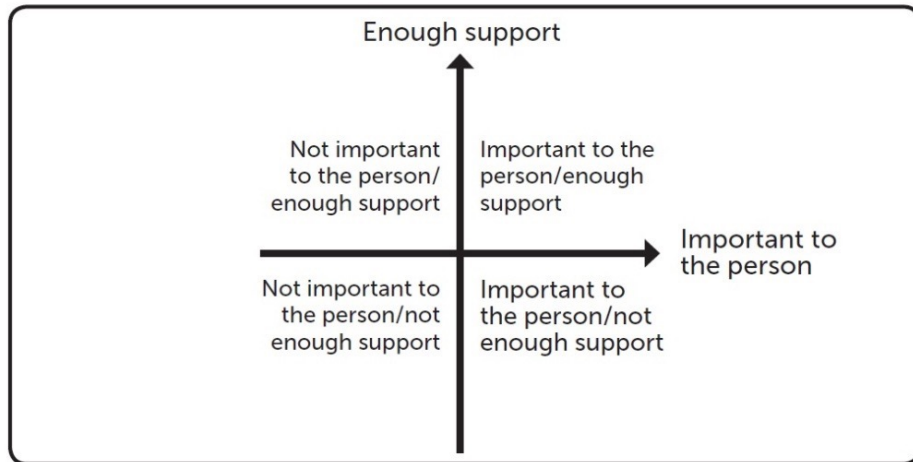 Enough support
Not important
to the person/
enough support
Important to the
person/enough
support
Important to
the person
Not important to
the person/not
enough support
Important to
the person/not
enough support